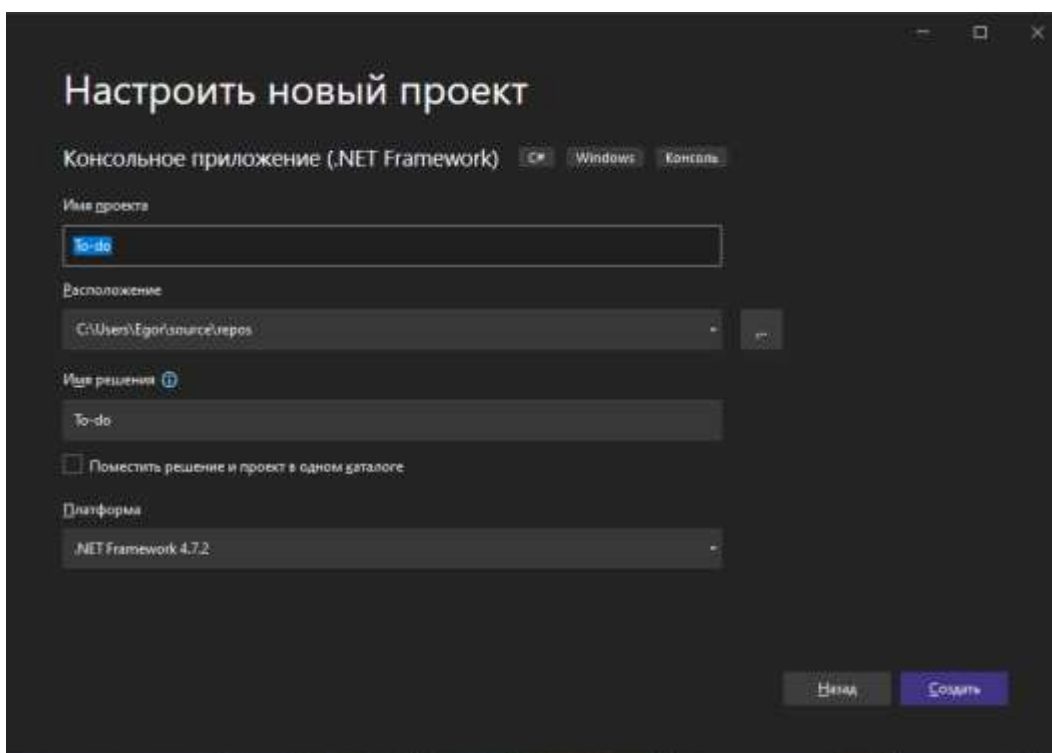 Настроить новый проект
Консольное приложение (.NET Framework) C# Windows Консоль
Имя проекта
To-do
Расположение
C:\Users\Egor\source\repos
...
Имя решения
To-do
Поместить решение и проект в одном каталоге
Платформа
.NET Framework 4.7.2
Назад Создать